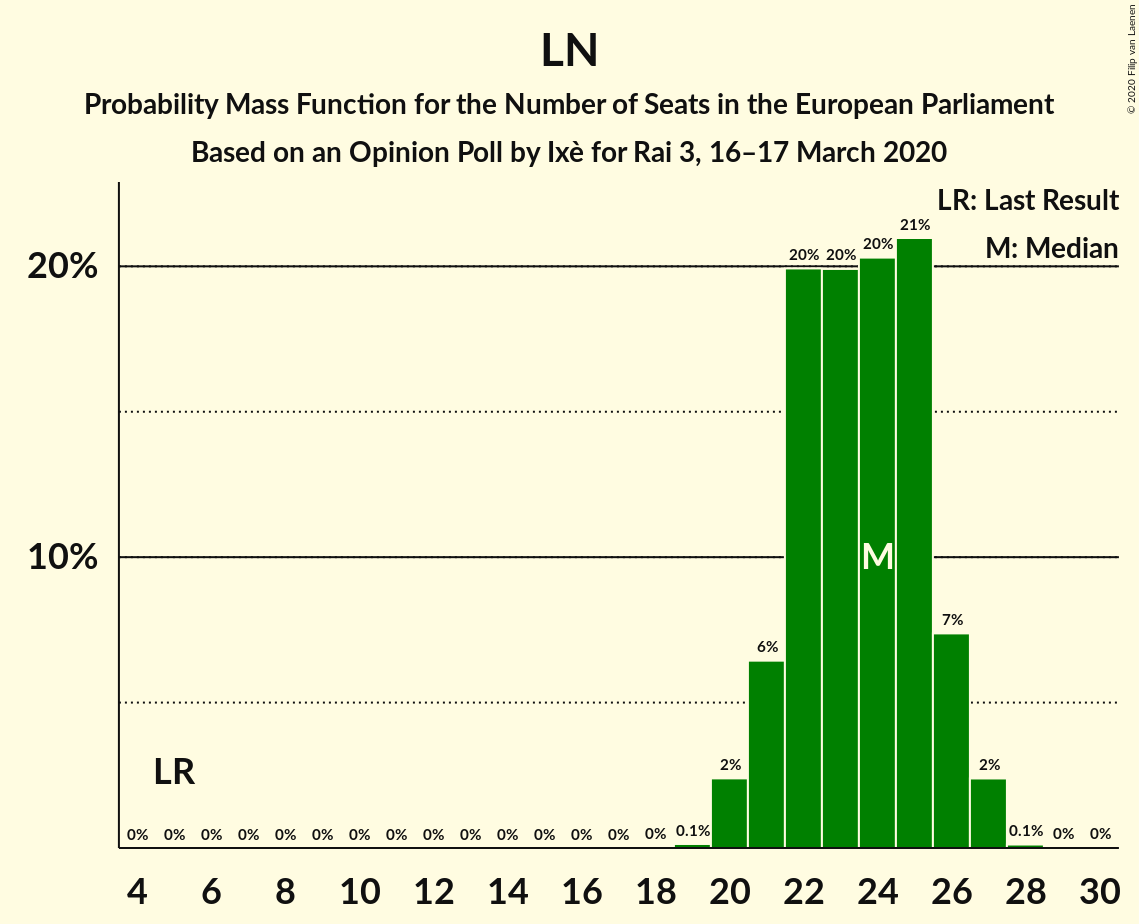 LN
Probability Mass Function for the Number of Seats in the European Parliament
Based on an Opinion Poll by Ixè for Rai 3, 16–17 March 2020
© 2020 Filip van Laenen
LR: Last Result
M: Median
20%
10%
LR
M
0% 0% 0% 0% 0% 0% 0% 0% 0% 0% 0% 0% 0% 0% 0% 0.1% 2% 6% 20% 20% 20% 21% 7% 2% 0.1% 0% 0%
4 6 8 10 12 14 16 18 20 22 24 26 28 30